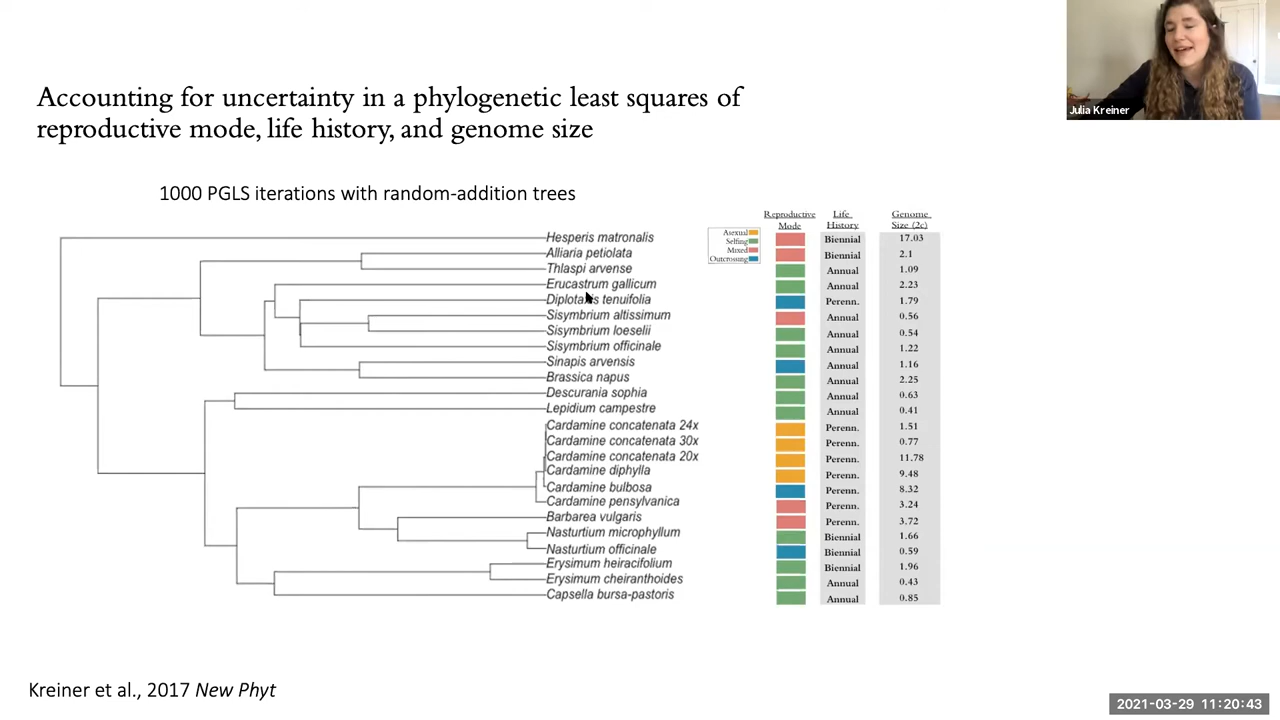 Julia Kreiner
Accounting for uncertainty in a phylogenetic least squares of
reproductive mode, life history, and genome size
1000 PGLS iterations with random-addition trees
Reproductive Mode Life History Genome Size (2c)
Asexual
Selfing
Mixed
Outcrossing
Hesperis matronalis Biennial 17.03
Alliaria petiolata Biennial 2.1
Thlaspi arvense Annual 1.09
Erucastrum gallicum Annual 2.23
Diplotaxis tenuifolia Perenn. 1.79
Sisymbrium altissimum Annual 0.56
Sisymbrium loeselii Annual 0.54
Sisymbrium officinale Annual 1.22
Sinapis arvensis Annual 1.16
Brassica napus Annual 2.25
Descurania sophia Annual 0.63
Lepidium campestre Annual 0.41
Cardamine concatenata 24x Perenn. 1.51
Cardamine concatenata 30x Perenn. 0.77
Cardamine concatenata 20x Perenn. 11.78
Cardamine diphylla Perenn. 9.48
Cardamine bulbosa Perenn. 8.32
Cardamine pensylvanica Perenn. 3.24
Barbarea vulgaris Perenn. 3.72
Nasturtium microphyllum Biennial 1.66
Nasturtium officinale Biennial 0.59
Erysimum heiracifolium Biennial 1.96
Erysimum cheiranthoides Annual 0.43
Capsella bursa-pastoris Annual 0.85
Kreiner et al., 2017 New Phyt
2021-03-29 11:20:43